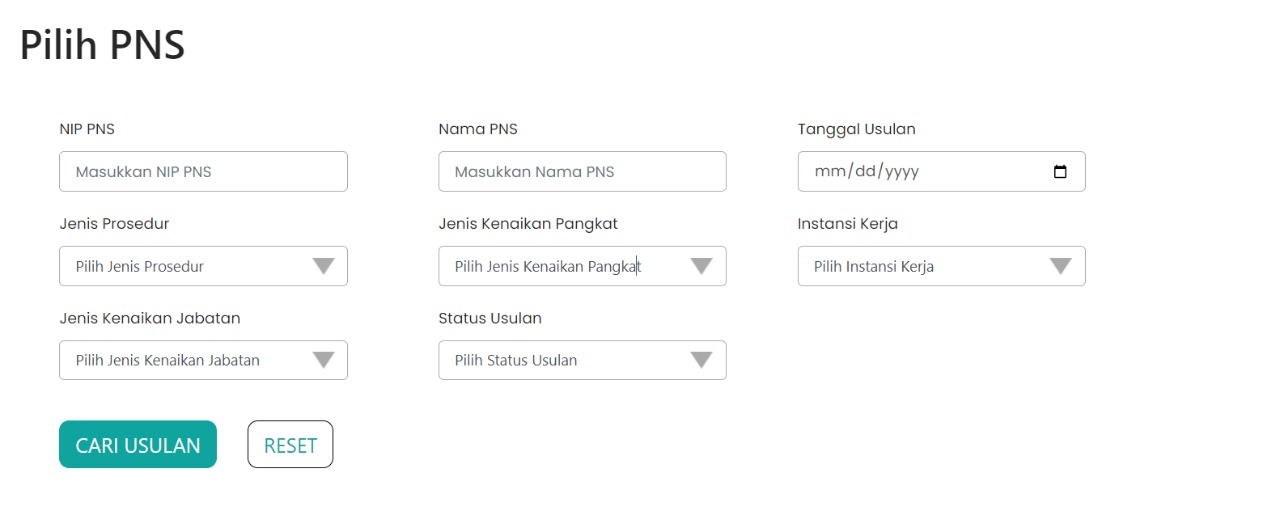 Pilih PNS
NIP PNS
Nama PNS
Tanggal Usulan
Masukkan NIP PNS
Masukkan Nama PNS
mm/dd/yyyy
Jenis Prosedur
Jenis Kenaikan Pangkat
Instansi Kerja
Pilih Jenis Prosedur
Pilih Jenis Kenaikan Pangkat
Pilih Instansi Kerja
Jenis Kenaikan Jabatan
Status Usulan
Pilih Jenis Kenaikan Jabatan
Pilih Status Usulan
CARI USULAN
RESET